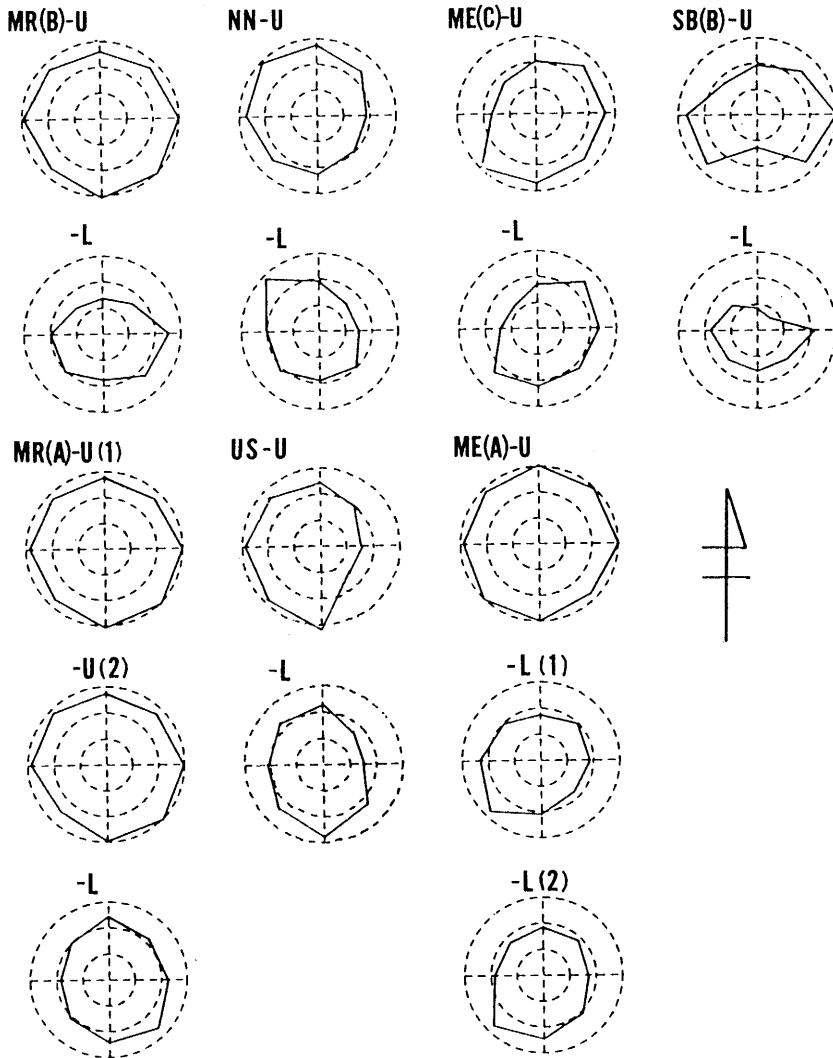 MR(B)-U NN-U ME(C)-U SB(B)-U
-L -L -L -L
MR(A)-U(1) US-U ME(A)-U
-U(2) -L -L(1)
-L -L(2)